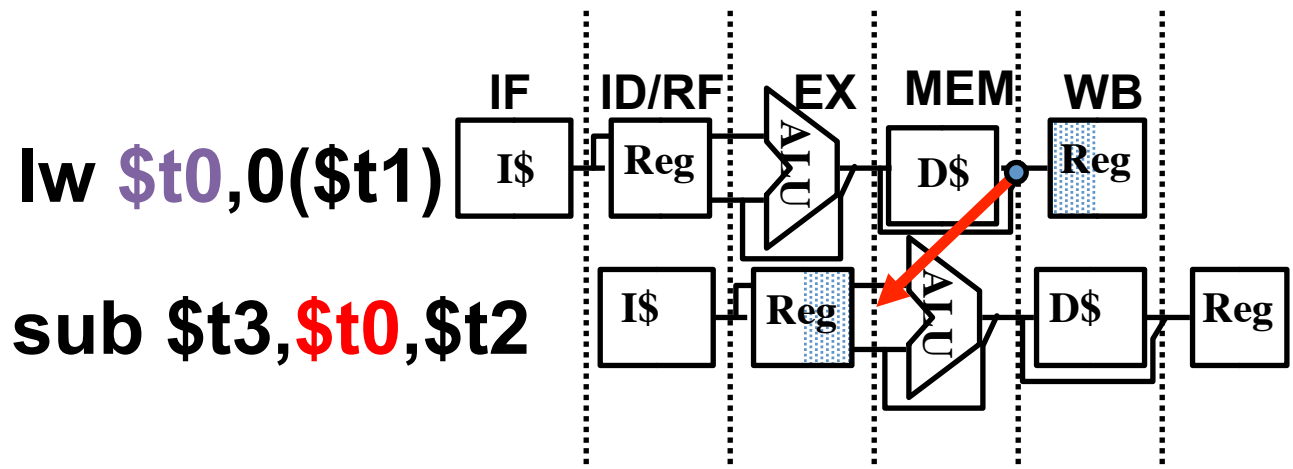 IF ID/RF EX MEM WB
lw $t0,0($t1) I$ Reg ALU D$ Reg
sub $t3,$t0,$t2 I$ Reg ALU D$ Reg